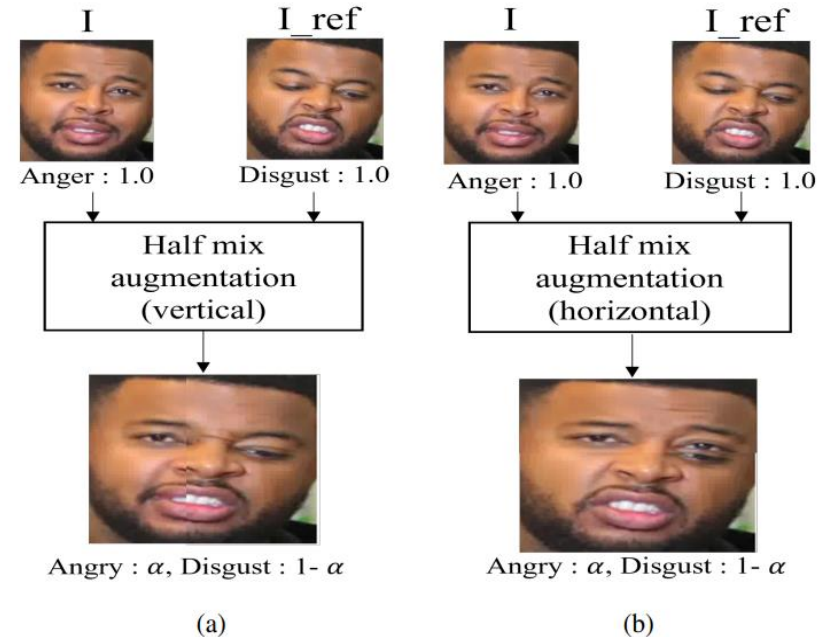 I
I_ref
Anger : 1.0
Disgust : 1.0
Half mix
augmentation
(vertical)
Angry : α, Disgust : 1- α
(a)
I
I_ref
Anger : 1.0
Disgust : 1.0
Half mix
augmentation
(horizontal)
Angry : α, Disgust : 1- α
(b)